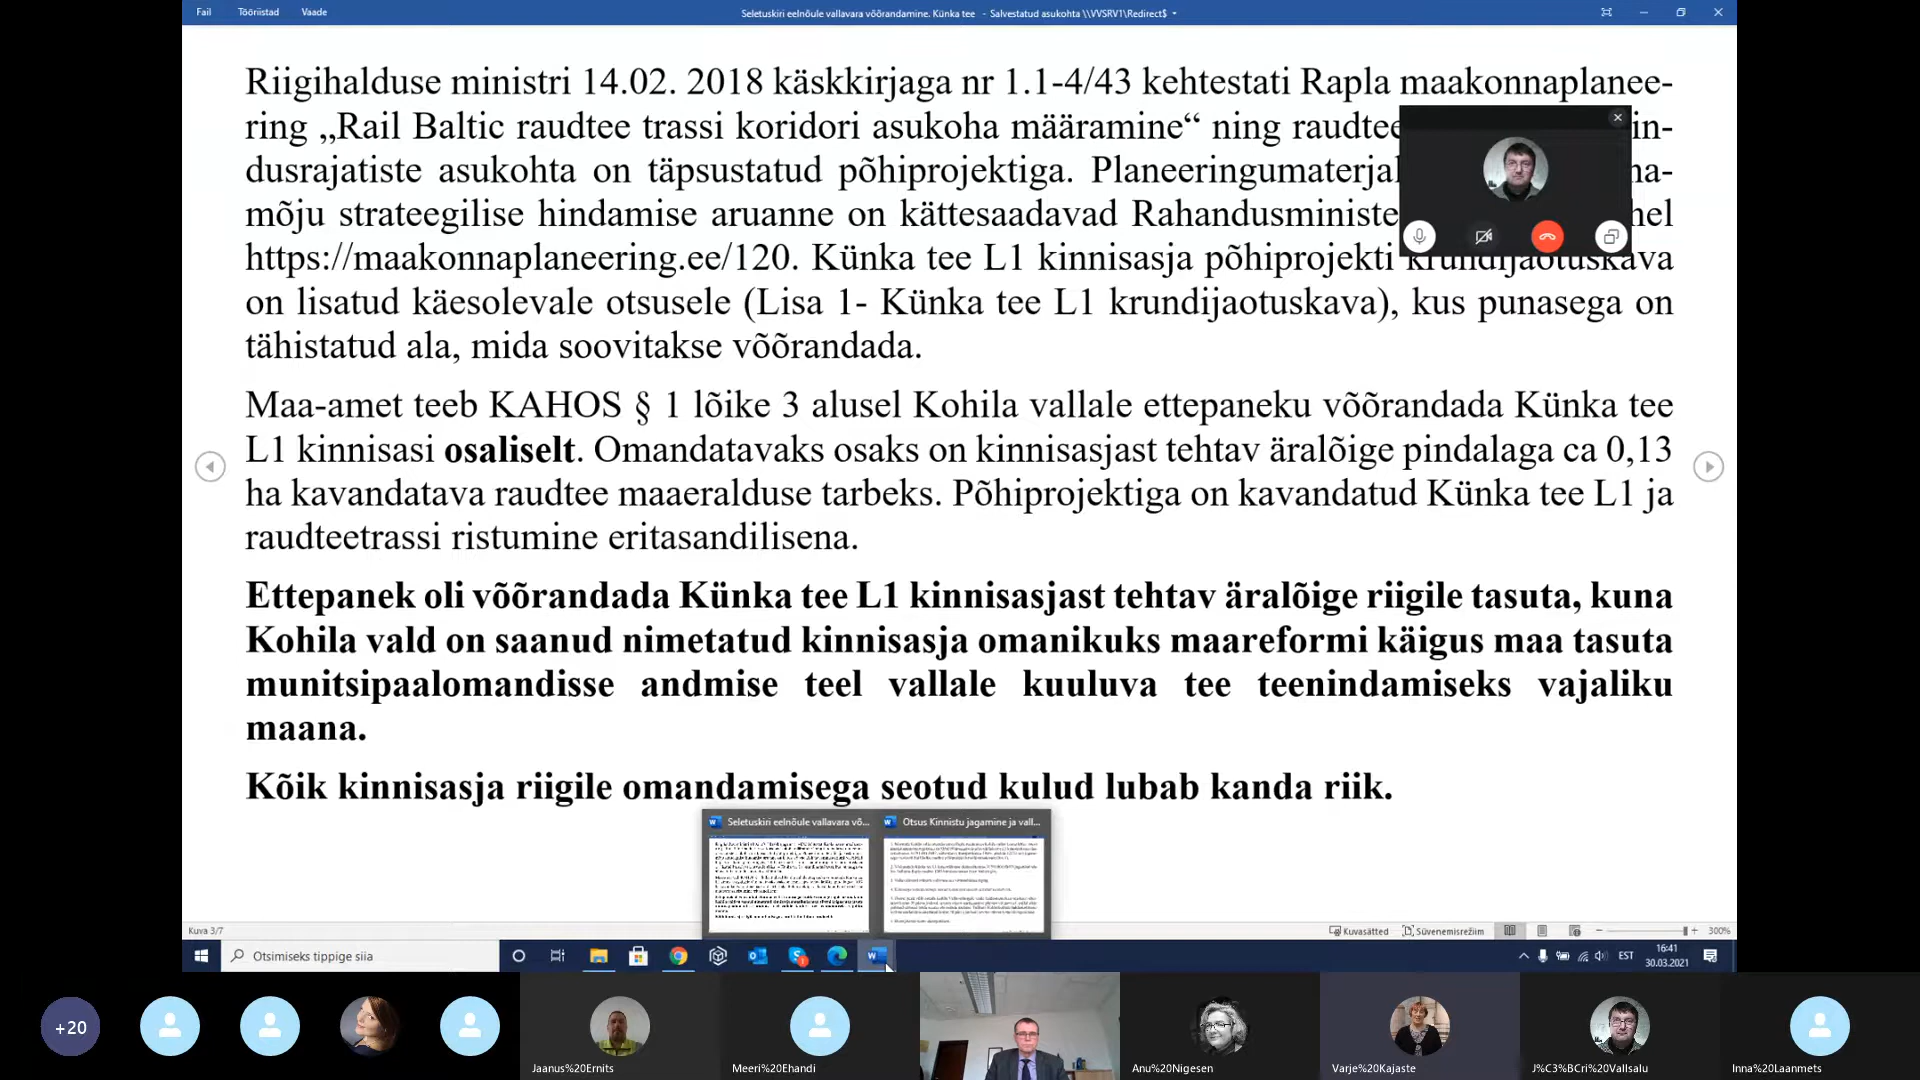 Fail Tööriistad Vaade Seletuskiri eelnõule vallavara võõrandamine. Künka tee - Salvestatud asukohta \\VVSRV1\Redirect$
Riigihalduse ministri 14.02. 2018 käskkirjaga nr 1.1-4/43 kehtestati Rapla maakonnaplanee-
ring „Rail Baltic raudtee trassi koridori asukoha määramine“ ning raudtee in-
dusrajatiste asukohta on täpsustatud põhiprojektiga. Planeeringumaterjal na-
mõju strateegilise hindamise aruanne on kättesaadavad Rahandusministe hel
https://maakonnaplaneering.ee/120. Künka tee L1 kinnisasja põhiprojekti krundijaotuskava
on lisatud käesolevale otsusele (Lisa 1- Künka tee L1 krundijaotuskava), kus punasega on
tähistatud ala, mida soovitakse võõrandada.
Maa-amet teeb KAHOS § 1 lõike 3 alusel Kohila vallale ettepaneku võõrandada Künka tee
L1 kinnisasi osaliselt. Omandatavaks osaks on kinnisasjast tehtav äralõige pindalaga ca 0,13
ha kavandatava raudtee maaeralduse tarbeks. Põhiprojektiga on kavandatud Künka tee L1 ja
raudteetrassi ristumine eritasandilisena.
Ettepanek oli võõrandada Künka tee L1 kinnisasjast tehtav äralõige riigile tasuta, kuna
Kohila vald on saanud nimetatud kinnisasja omanikuks maareformi käigus maa tasuta
munitsipaalomandisse andmise teel vallale kuuluva tee teenindamiseks vajaliku
maana.
Kõik kinnisasja riigile omandamisega seotud kulud lubab kanda riik.
Seletuskiri eelnõule vallavara võ... Otsus Kinnistu jagamine ja vall...
Kuva 3/7 Kuvasätted Süvenemisrežiim 300%
Otsimiseks tippige siia EST 16:41
30.03.2021
+20
Jaanus%20Ernits Meeri%20Ehandi Anu%20Nigesen Varje%20Kajaste J%C3%BCri%20Vallsalu Inna%20Laanmets